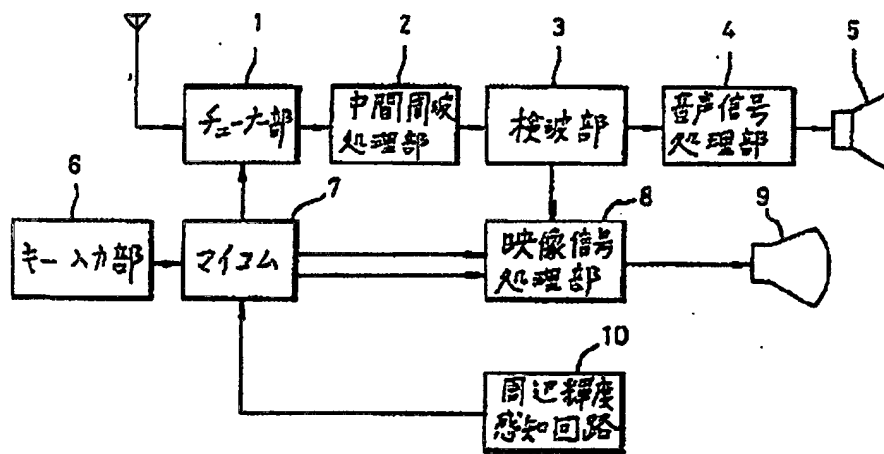 1
2
3
4
5
チューナ部
中間周波
処理部
検波部
音声信号
処理部
6
7
8
9
キー入力部
マイコム
映像信号
処理部
10
周辺輝度
感知回路